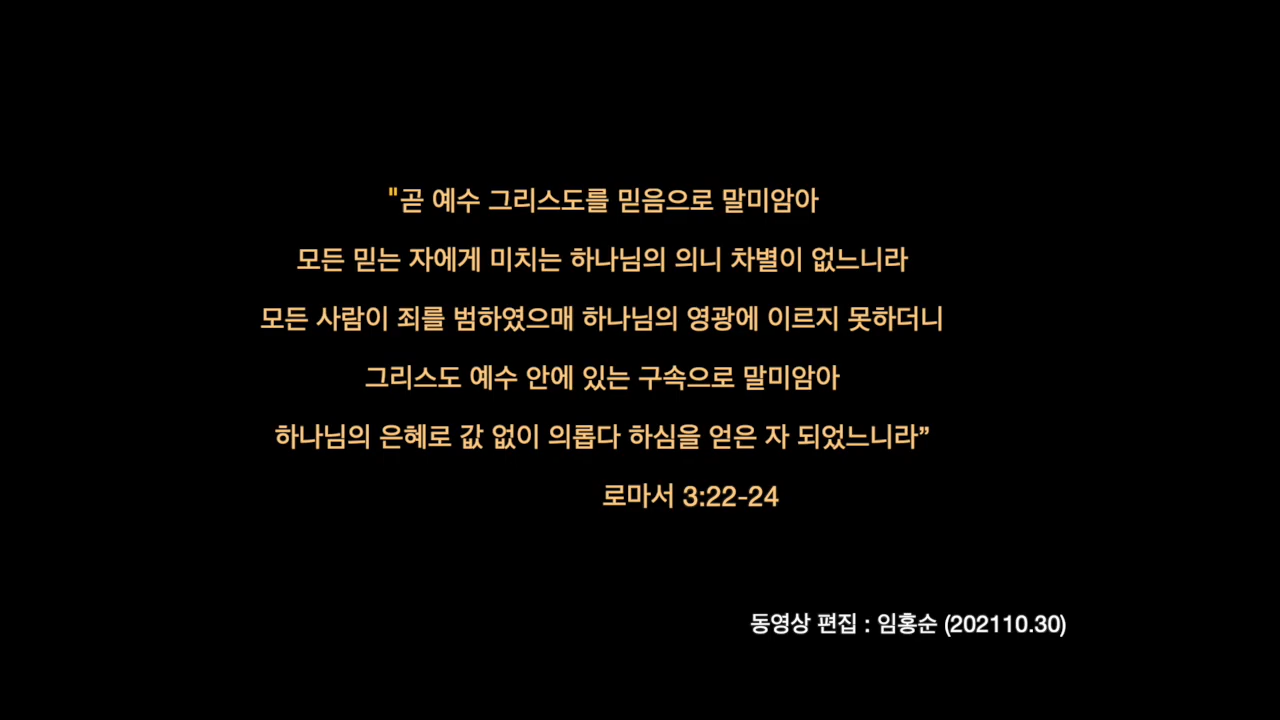 "곧 예수 그리스도를 믿음으로 말미암아
모든 믿는 자에게 미치는 하나님의 의니 차별이 없느니라
모든 사람이 죄를 범하였으매 하나님의 영광에 이르지 못하더니
그리스도 예수 안에 있는 구속으로 말미암아
하나님의 은혜로 값 없이 의롭다 하심을 얻은 자 되었느니라”
로마서 3:22-24
동영상 편집 : 임홍순 (202110.30)